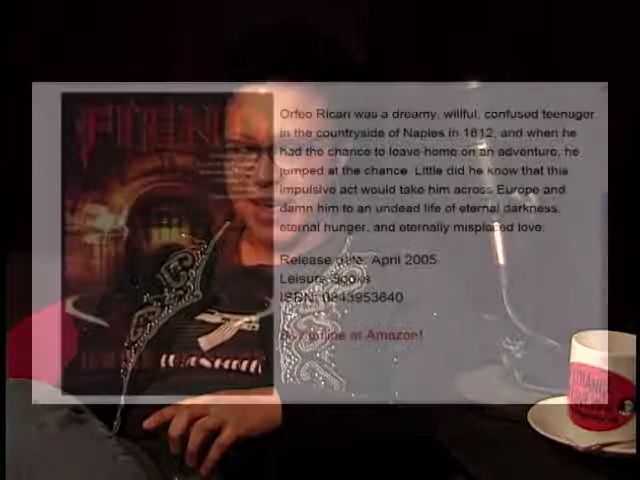 FIEND
Orfeo Ricari was a dreamy, willful, confused teenager
in the countryside of Naples in 1812, and when he
had the chance to leave home on an adventure, he
jumped at the chance. Little did he know that this
impulsive act would take him across Europe and
damn him to an undead life of eternal darkness,
eternal hunger, and eternally misplaced love.
Release date: April 2005
Leisure Books
ISBN: 0843953640
Buy online at Amazon!